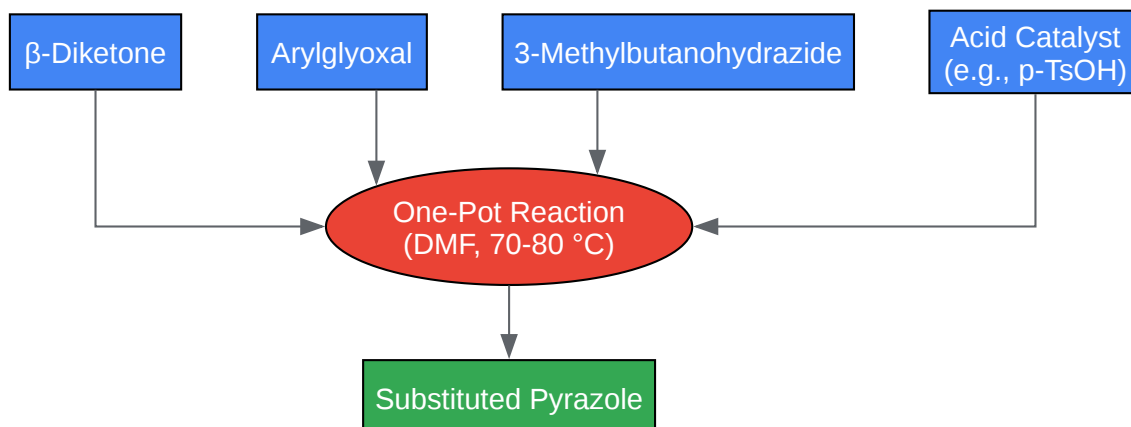 β-Diketone
Arylglyoxal
3-Methylbutanohydrazide
Acid Catalyst
(e.g., p-TsOH)
One-Pot Reaction
(DMF, 70-80 °C)
Substituted Pyrazole